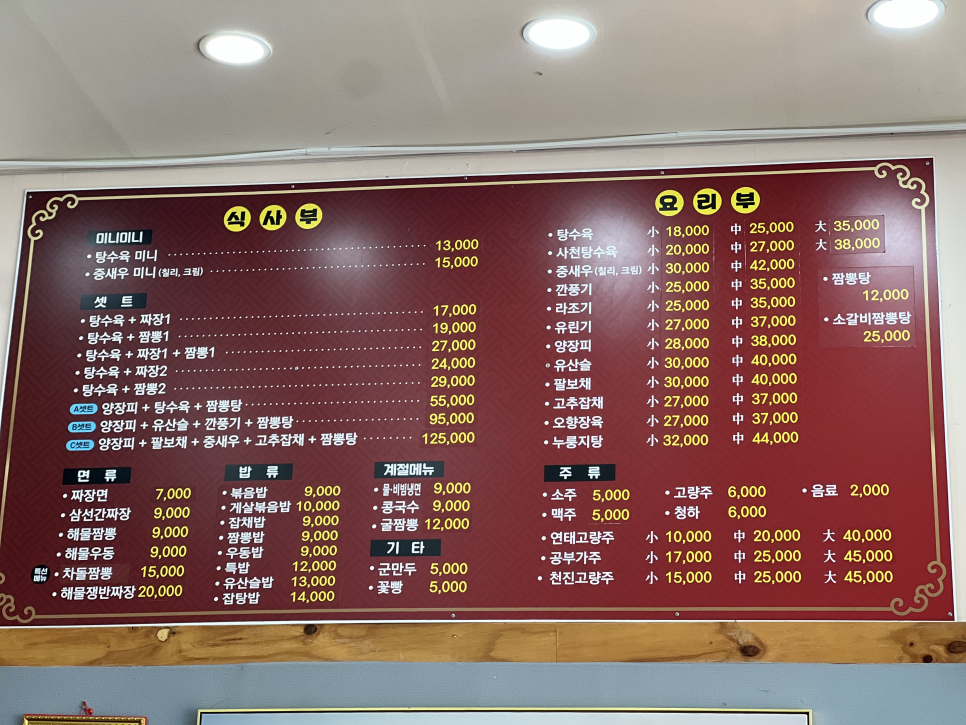 식사부
미니미니
• 탕수육 미니 13,000
• 중새우 미니 (칠리, 크림) 15,000
셋 트
• 탕수육 + 짜장1 17,000
• 탕수육 + 짬뽕1 19,000
• 탕수육 + 짜장1 + 짬뽕1 27,000
• 탕수육 + 짜장2 24,000
• 탕수육 + 짬뽕2 29,000
A셋트 양장피 + 탕수육 + 짬뽕탕 55,000
B셋트 양장피 + 유산슬 + 깐풍기 + 짬뽕탕 95,000
C셋트 양장피 + 팔보채 + 중새우 + 고추잡채 + 짬뽕탕 125,000
면 류
• 짜장면 7,000
• 삼선간짜장 9,000
• 해물짬뽕 9,000
• 해물우동 9,000
특선메뉴 • 차돌짬뽕 15,000
• 해물쟁반짜장 20,000
밥 류
• 볶음밥 9,000
• 게살볶음밥 10,000
• 잡채밥 9,000
• 짬뽕밥 9,000
• 우동밥 9,000
• 특밥 12,000
• 유산슬밥 13,000
• 잡탕밥 14,000
계절메뉴
• 물·비빔냉면 9,000
• 콩국수 9,000
• 굴짬뽕 12,000
기 타
• 군만두 5,000
• 꽃빵 5,000
요리부
• 탕수육 小 18,000 中 25,000 大 35,000
• 사천탕수육 小 20,000 中 27,000 大 38,000
• 중새우 (칠리, 크림) 小 30,000 中 42,000
• 깐풍기 小 25,000 中 35,000
• 라조기 小 25,000 中 35,000
• 유린기 小 27,000 中 37,000
• 양장피 小 28,000 中 38,000
• 유산슬 小 30,000 中 40,000
• 팔보채 小 30,000 中 40,000
• 고추잡채 小 27,000 中 37,000
• 오향장육 小 27,000 中 37,000
• 누룽지탕 小 32,000 中 44,000
• 짬뽕탕
12,000
• 소갈비짬뽕탕
25,000
주 류
• 소주 5,000 • 고량주 6,000 • 음료 2,000
• 맥주 5,000 • 청하 6,000
• 연태고량주 小 10,000 中 20,000 大 40,000
• 공부가주 小 17,000 中 25,000 大 45,000
• 천진고량주 小 15,000 中 25,000 大 45,000